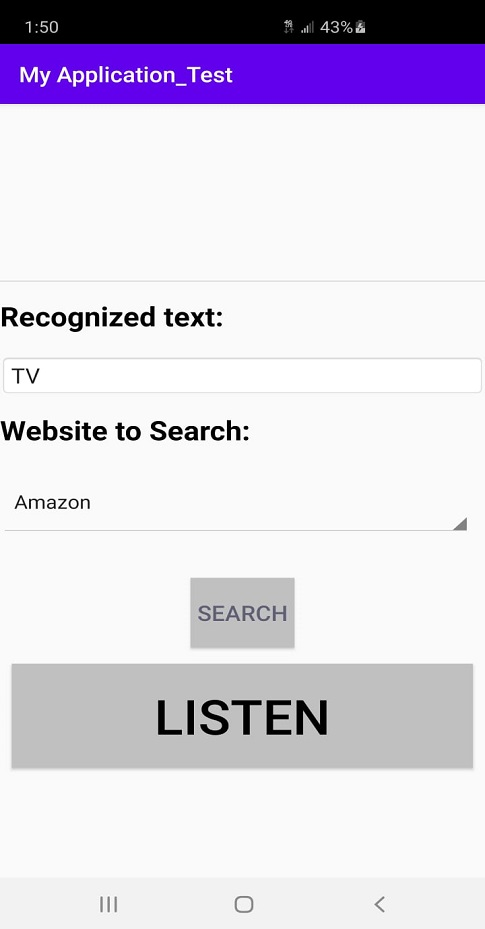 1:50 43%
My Application_Test
Recognized text:
TV
Website to Search:
Amazon
SEARCH
LISTEN